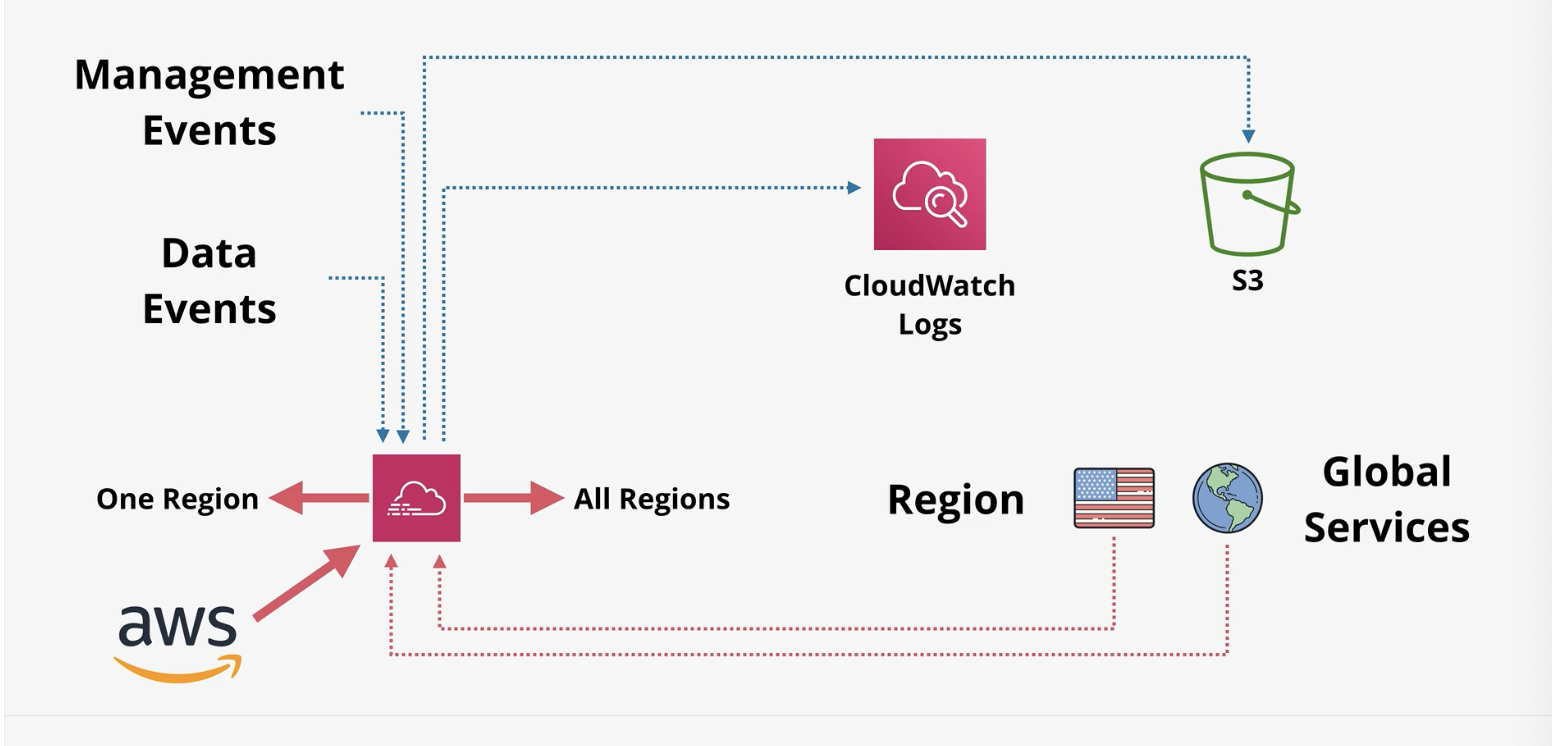 Management
Events
Data
Events
CloudWatch
Logs
S3
One Region
All Regions
Region
Global
Services
aws